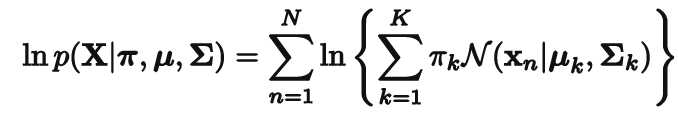 ln p(𝐗|𝝅, 𝝁, 𝚺) = ∑_{n=1}^{N} ln { ∑_{k=1}^{K} π_k 𝒩(𝐱_n|𝝁_k, 𝚺_k) }